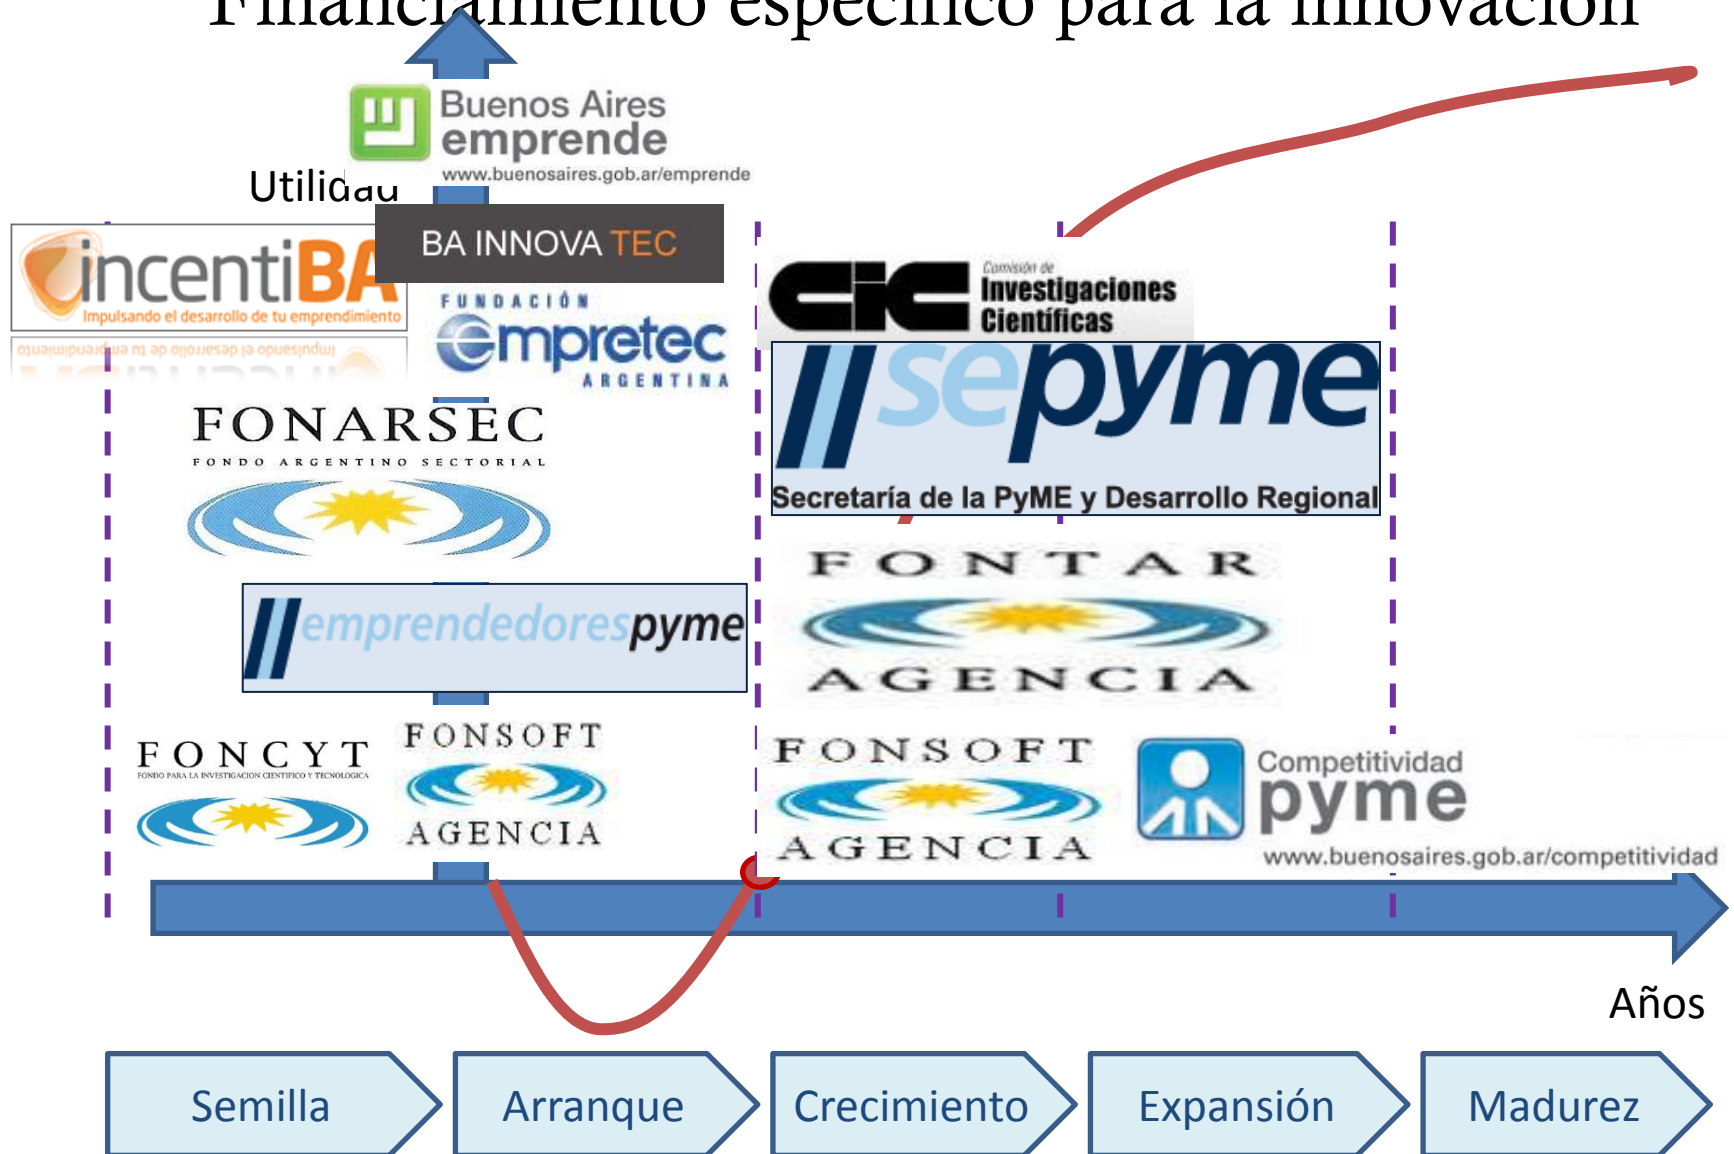 Financiamiento específico para la innovación
Buenos Aires
emprende
www.buenosaires.gob.ar/emprende
Utilidad
incentiBA
Impulsando el desarrollo de tu emprendimiento
BA INNOVA TEC
FUNDACIÓN
empretec
ARGENTINA
Comisión de
CIC Investigaciones
Científicas
sepyme
Secretaría de la PyME y Desarrollo Regional
FONARSEC
FONDO ARGENTINO SECTORIAL
FONTAR
AGENCIA
emprendedorespyme
FONCYT
FONDO PARA LA INVESTIGACION CIENTIFICO Y TECNOLOGICA
FONSOFT
AGENCIA
FONSOFT
AGENCIA
Competitividad
pyme
www.buenosaires.gob.ar/competitividad
Años
Semilla
Arranque
Crecimiento
Expansión
Madurez